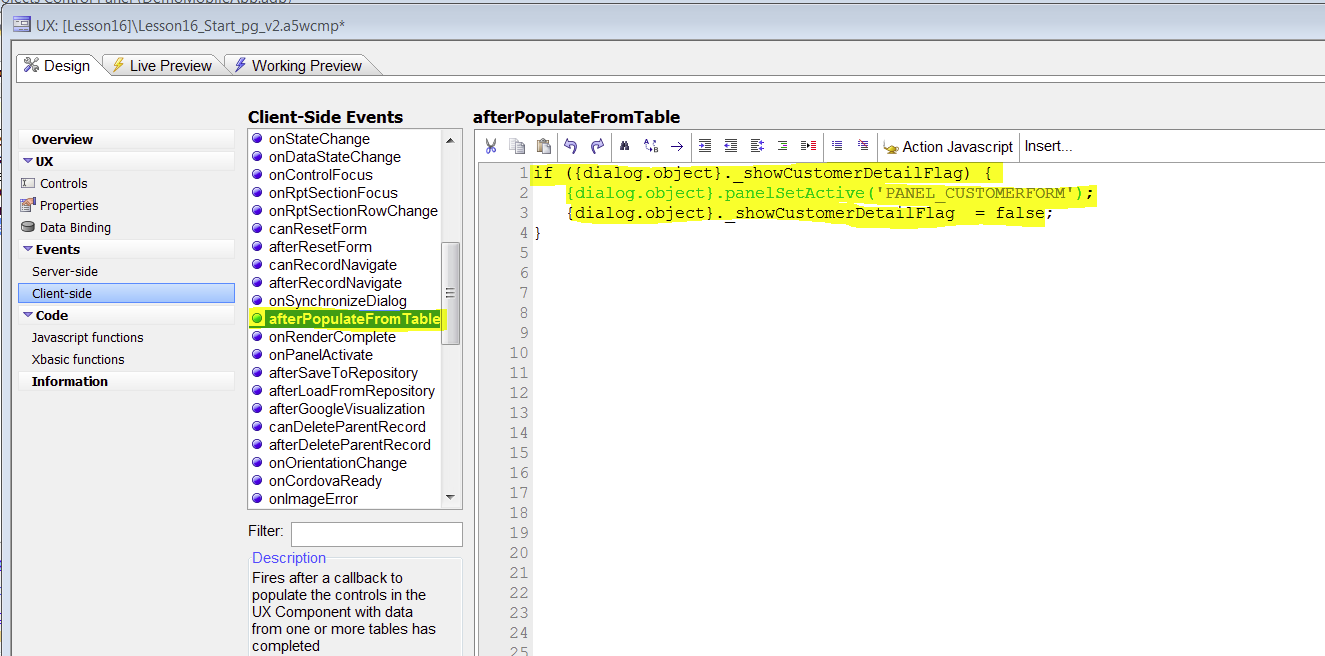 UX: [Lesson16]\Lesson16_Start_pg_v2.a5wcmp*
Design
Live Preview
Working Preview
Overview
UX
Controls
Properties
Data Binding
Events
Server-side
Client-side
Code
Javascript functions
Xbasic functions
Information
Client-Side Events
onStateChange
onDataStateChange
onControlFocus
onRptSectionFocus
onRptSectionRowChange
canResetForm
afterResetForm
canRecordNavigate
afterRecordNavigate
onSynchronizeDialog
afterPopulateFromTable
onRenderComplete
onPanelActivate
afterSaveToRepository
afterLoadFromRepository
afterGoogleVisualization
canDeleteParentRecord
afterDeleteParentRecord
onOrientationChange
onCordovaReady
onImageError
Filter:
Description
Fires after a callback to
populate the controls in the
UX Component with data
from one or more tables has
completed
afterPopulateFromTable
Action Javascript
Insert...
1 if ({dialog.object}._showCustomerDetailFlag) {
2 {dialog.object}.panelSetActive('PANEL_CUSTOMERFORM');
3 {dialog.object}._showCustomerDetailFlag = false;
4 }
5
6
7
8
9
10
11
12
13
14
15
16
17
18
19
20
21
22
23
24
25